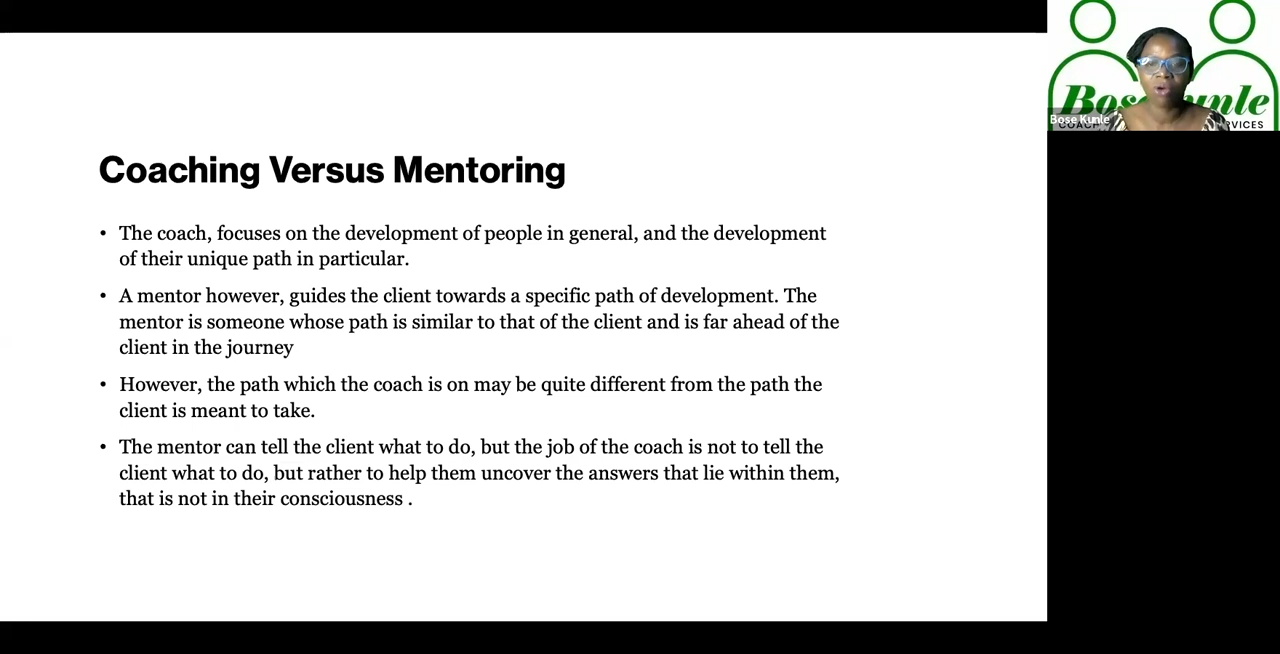 Coaching Versus Mentoring
• The coach, focuses on the development of people in general, and the development
of their unique path in particular.
• A mentor however, guides the client towards a specific path of development. The
mentor is someone whose path is similar to that of the client and is far ahead of the
client in the journey
• However, the path which the coach is on may be quite different from the path the
client is meant to take.
• The mentor can tell the client what to do, but the job of the coach is not to tell the
client what to do, but rather to help them uncover the answers that lie within them,
that is not in their consciousness .
Bose Kunle